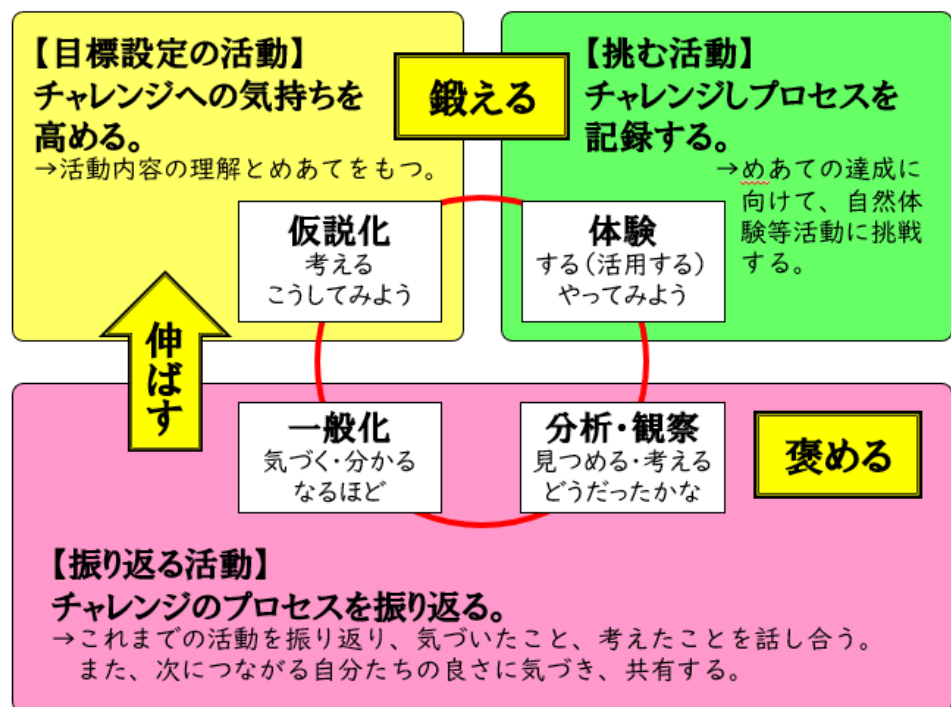 【目標設定の活動】
チャレンジへの気持ちを
高める。
→活動内容の理解とめあてをもつ。
鍛える
【挑む活動】
チャレンジしプロセスを
記録する。
→めあての達成に
向けて、自然体
験等活動に挑戦
する。
仮説化
考える
こうしてみよう
体験
する(活用する)
やってみよう
伸ばす
一般化
気づく・分かる
なるほど
分析・観察
見つめる・考える
どうだったかな
褒める
【振り返る活動】
チャレンジのプロセスを振り返る。
→これまでの活動を振り返り、気づいたこと、考えたことを話し合う。
また、次につながる自分たちの良さに気づき、共有する。